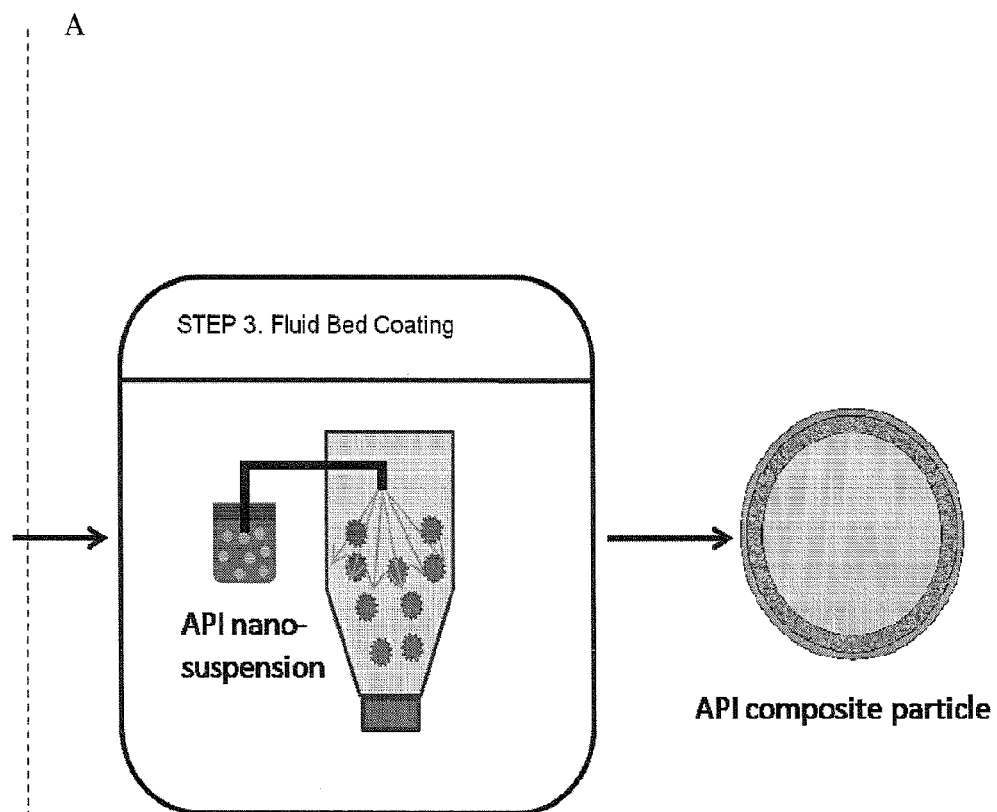 A
STEP 3. Fluid Bed Coating
API nano-
suspension
API composite particle